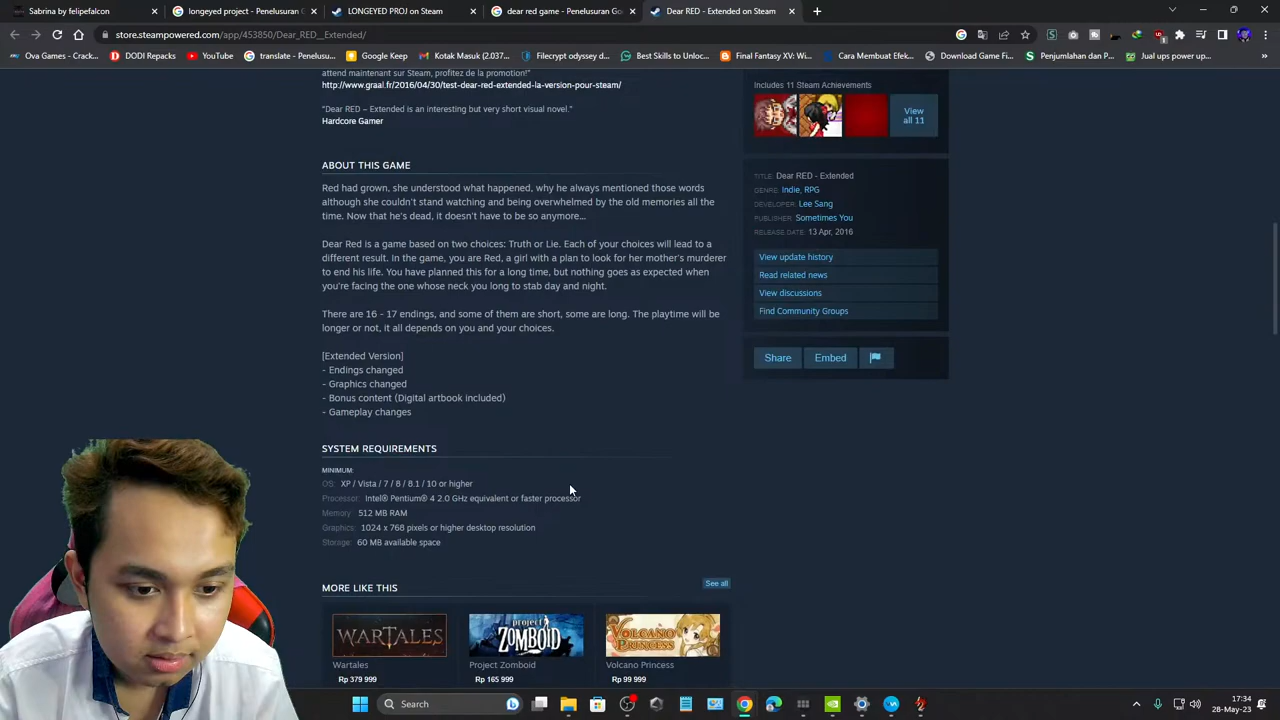 Sabrina by felipefalcon
longeyed project - Penelusuran G
LONGEYED PROJ on Steam
dear red game - Penelusuran Go
Dear RED - Extended on Steam
store.steampowered.com/app/453850/Dear_RED__Extended/
Ova Games - Crack...
DODI Repacks
YouTube
translate - Penelus...
Google Keep
Kotak Masuk (2.037...
Filecrypt odyssey d...
Best Skills to Unloc...
Final Fantasy XV: Wi...
Cara Membuat Efek...
Download Game Fi...
Penjumlahan dan P...
Jual ups power up...
attend maintenant sur Steam, profitez de la promotion!"
http://www.graal.fr/2016/04/30/test-dear-red-extended-la-version-pour-steam/
"Dear RED – Extended is an interesting but very short visual novel."
Hardcore Gamer
ABOUT THIS GAME
Red had grown, she understood what happened, why he always mentioned those words
although she couldn't stand watching and being overwhelmed by the old memories all the
time. Now that he's dead, it doesn't have to be so anymore...
Dear Red is a game based on two choices: Truth or Lie. Each of your choices will lead to a
different result. In the game, you are Red, a girl with a plan to look for her mother's murderer
to end his life. You have planned this for a long time, but nothing goes as expected when
you're facing the one whose neck you long to stab day and night.
There are 16 - 17 endings, and some of them are short, some are long. The playtime will be
longer or not, it all depends on you and your choices.
[Extended Version]
- Endings changed
- Graphics changed
- Bonus content (Digital artbook included)
- Gameplay changes
SYSTEM REQUIREMENTS
MINIMUM:
OS: XP / Vista / 7 / 8 / 8.1 / 10 or higher
Processor: Intel® Pentium® 4 2.0 GHz equivalent or faster processor
Memory: 512 MB RAM
Graphics: 1024 x 768 pixels or higher desktop resolution
Storage: 60 MB available space
MORE LIKE THIS
See all
WARTALES
project ZOMBOID
VOLCANO PRINCESS
Wartales
Project Zomboid
Volcano Princess
Rp 379 999
Rp 165 999
Rp 99 999
Includes 11 Steam Achievements
View
all 11
TITLE: Dear RED - Extended
GENRE: Indie, RPG
DEVELOPER: Lee Sang
PUBLISHER: Sometimes You
RELEASE DATE: 13 Apr, 2016
View update history
Read related news
View discussions
Find Community Groups
Share
Embed
Search
17:34
28-May-23